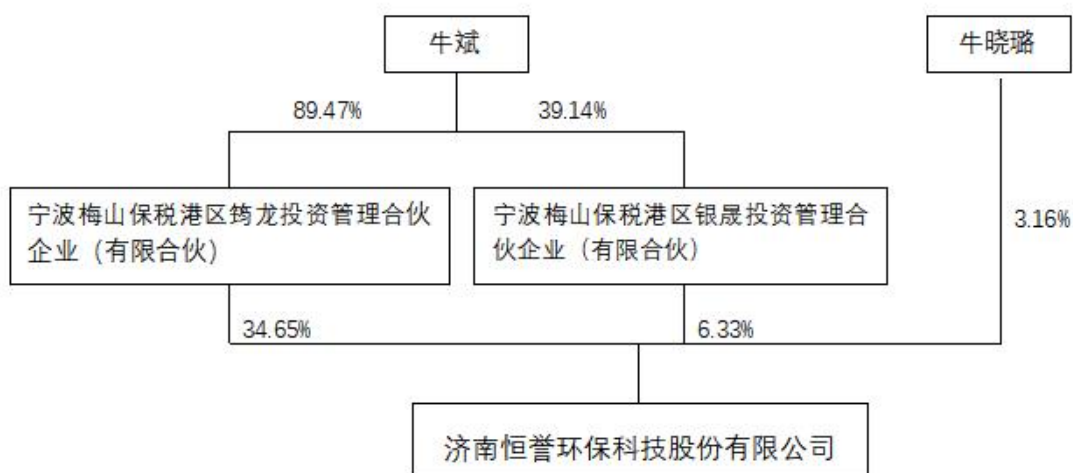 牛斌
牛晓璐
89.47%
39.14%
宁波梅山保税港区筠龙投资管理合伙
企业（有限合伙）
宁波梅山保税港区银晟投资管理合
伙企业（有限合伙）
3.16%
34.65%
6.33%
济南恒誉环保科技股份有限公司